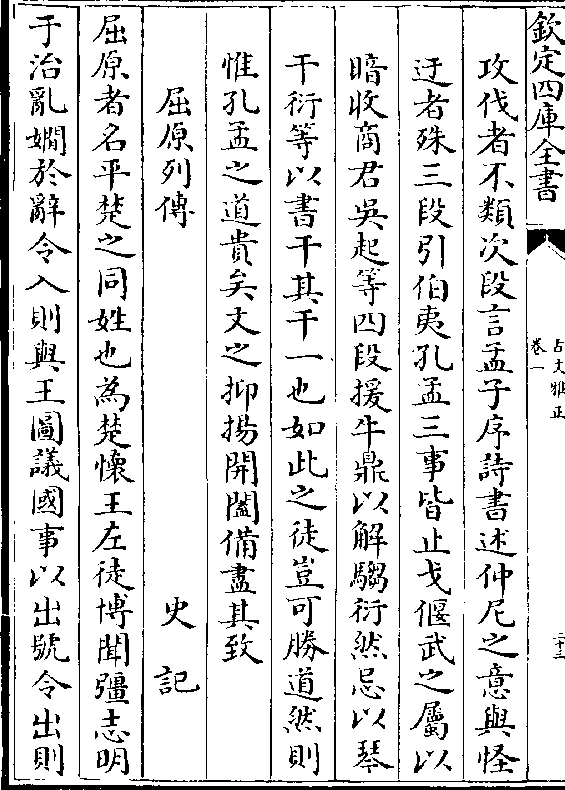 欽定四庫全書
古文雅正
卷一
二十三
攻伐者不類次段言孟子序詩書述仲尼之意與怪
迂者殊三段引伯夷孔孟三事皆止戈偃武之屬以
暗收商君吳起等四段援牛鼎以解騶衍然忌以琴
干衍等以書干其干一也如此之徒豈可勝道然則
惟孔孟之道貴矣文之抑揚開闔備盡其致
屈原列傳
史記
屈原者名平楚之同姓也為楚懷王左徒博聞彊志明
于治亂嫺於辭令入則與王圖議國事以出號令出則